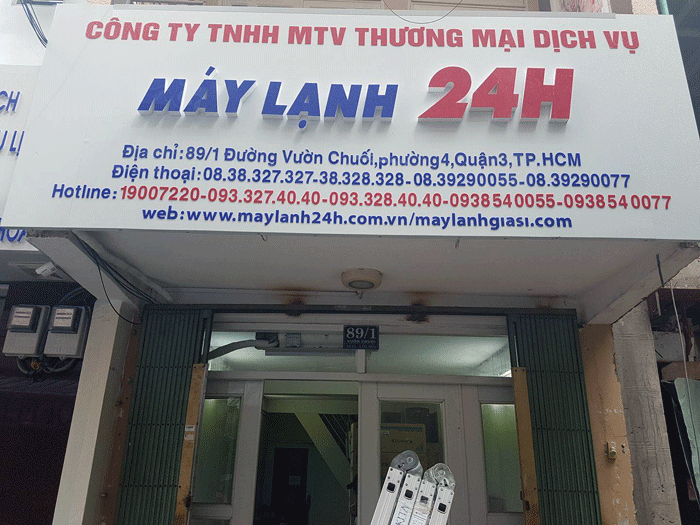 CÔNG TY TNHH MTV THƯƠNG MẠI DỊCH VỤ
MÁY LẠNH 24H
Địa chỉ:89/1 Đường Vườn Chuối,phường4,Quận3,TP.HCM
Điện thoại:08.38.327.327-38.328.328-08.39290055-08.39290077
Hotline:19007220-093.327.40.40-093.328.40.40-0938540055-0938540077
web:www.maylanh24h.com.vn/maylanhgiasi.com
89/1